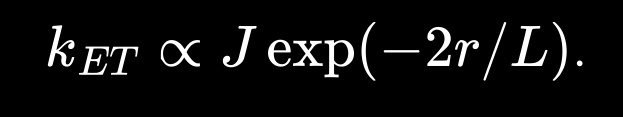 k_{ET} ∝ J exp(−2r/L).